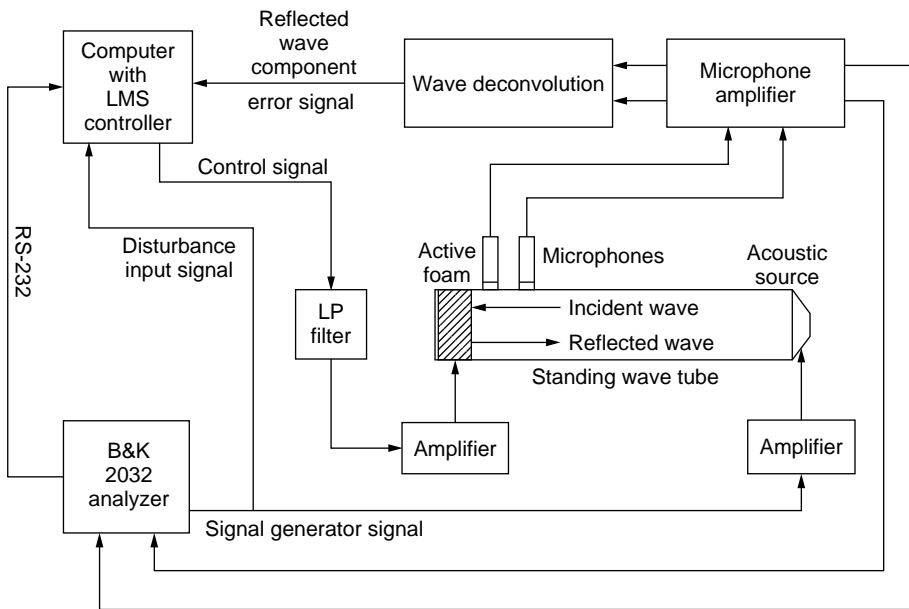 Computer
with
LMS
controller
Reflected
wave
component
error signal
Wave deconvolution
Microphone
amplifier
Control signal
RS-232
Disturbance
input signal
LP
filter
Active
foam
Microphones
Acoustic
source
Incident wave
Reflected wave
Standing wave tube
Amplifier
Amplifier
B&K
2032
analyzer
Signal generator signal